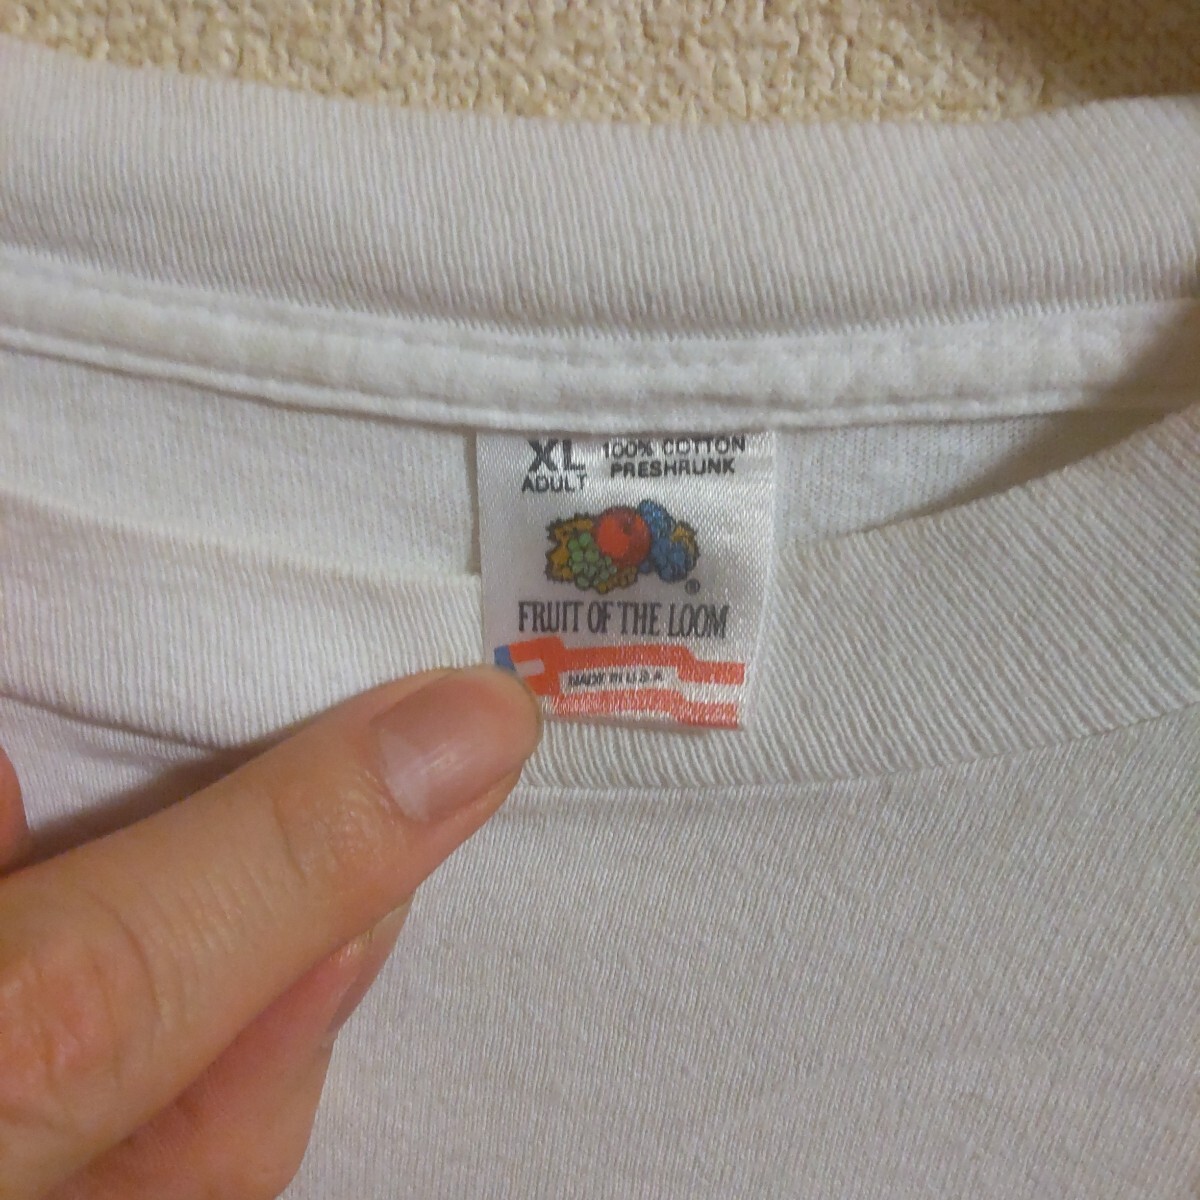 XL 100% COTTON
ADULT PRESHRUNK
®
FRUIT OF THE LOOM
MADE IN U.S.A.